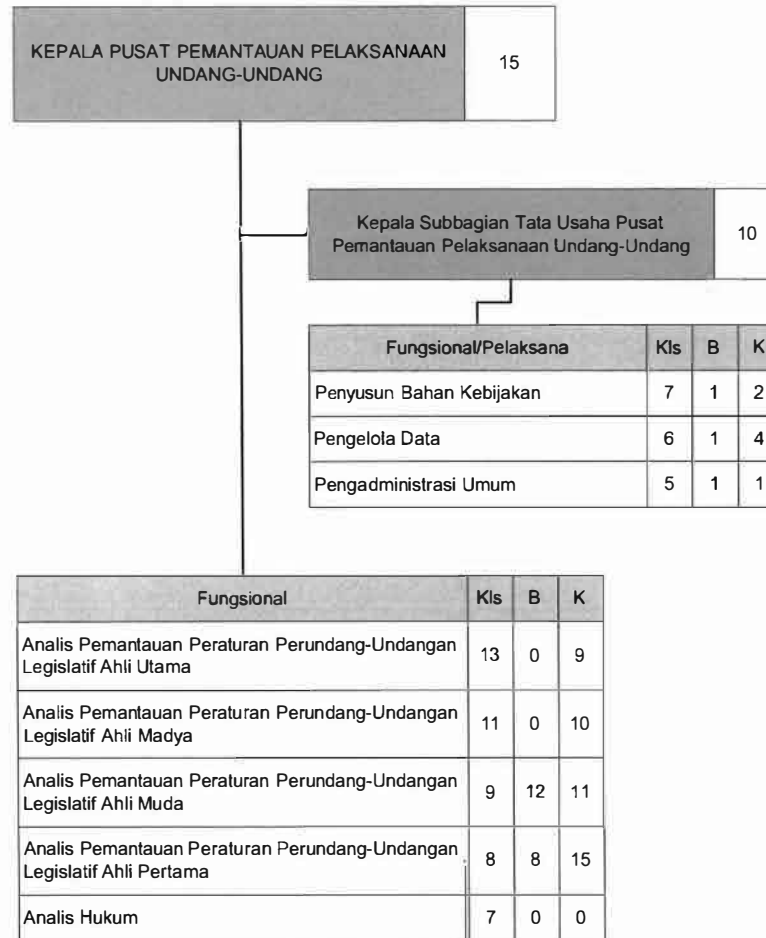 KEPALA PUSAT PEMANTAUAN PELAKSANAAN
UNDANG-UNDANG
15
Kepala Subbagian Tata Usaha Pusat
Pemantauan Pelaksanaan Undang-Undang
10
Fungsional/Pelaksana Kls B K
Penyusun Bahan Kebijakan 7 1 2
Pengelola Data 6 1 4
Pengadministrasi Umum 5 1 1
Fungsional Kls B K
Analis Pemantauan Peraturan Perundang-Undangan
Legislatif Ahli Utama 13 0 9
Analis Pemantauan Peraturan Perundang-Undangan
Legislatif Ahli Madya 11 0 10
Analis Pemantauan Peraturan Perundang-Undangan
Legislatif Ahli Muda 9 12 11
Analis Pemantauan Peraturan Perundang-Undangan
Legislatif Ahli Pertama 8 8 15
Analis Hukum 7 0 0